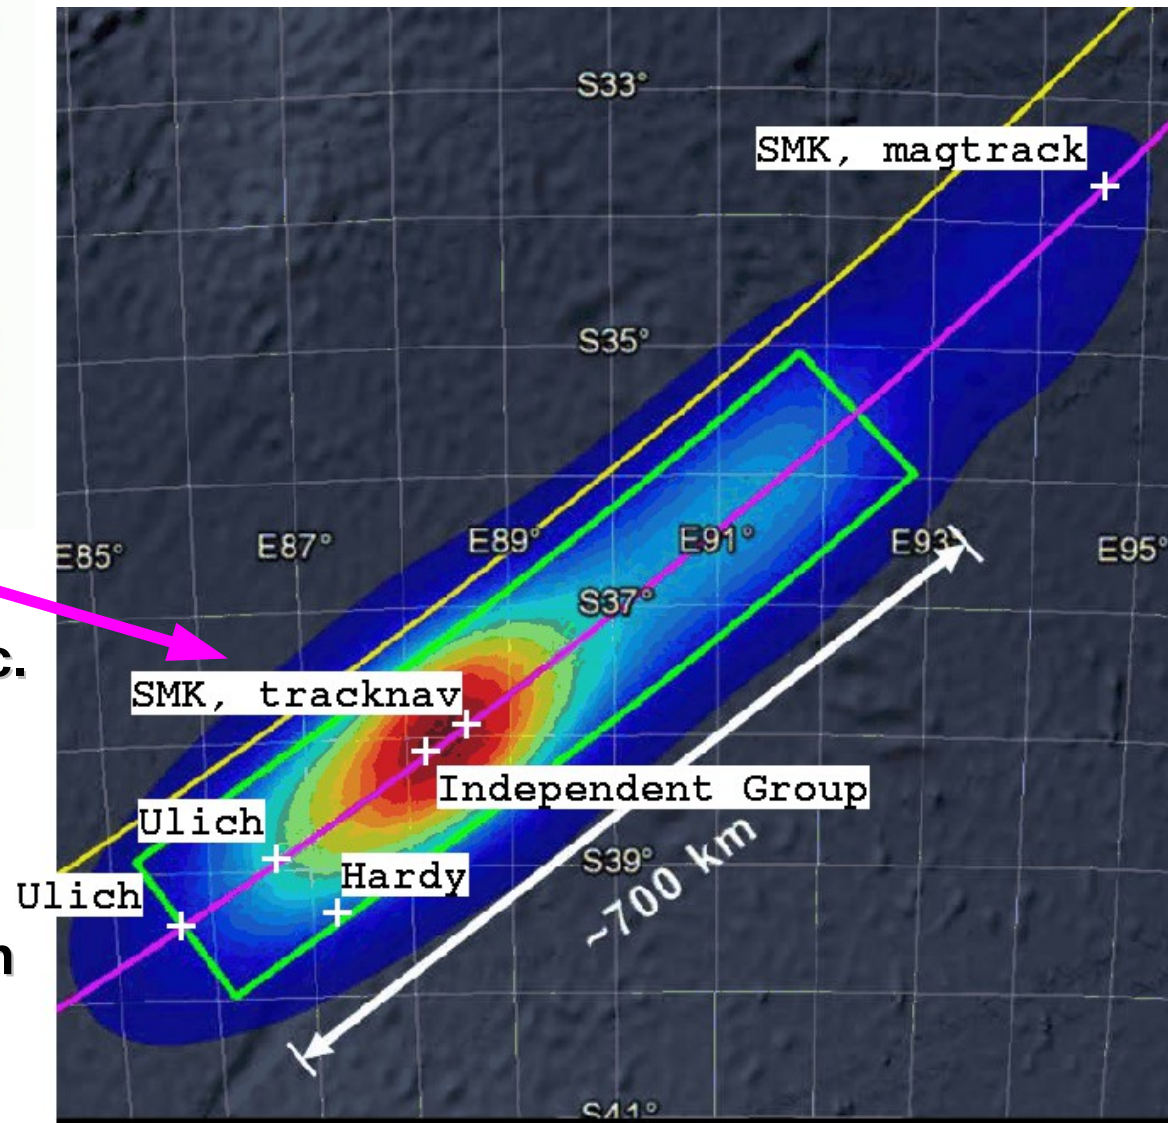 S33°
SMK, magtrack
S35°
E85°
E87°
E89°
E91°
E93
E95°
S37°
c.
SMK, tracknav
Independent Group
Ulich
Hardy
S39°
~700 km
Ulich
n
S41°